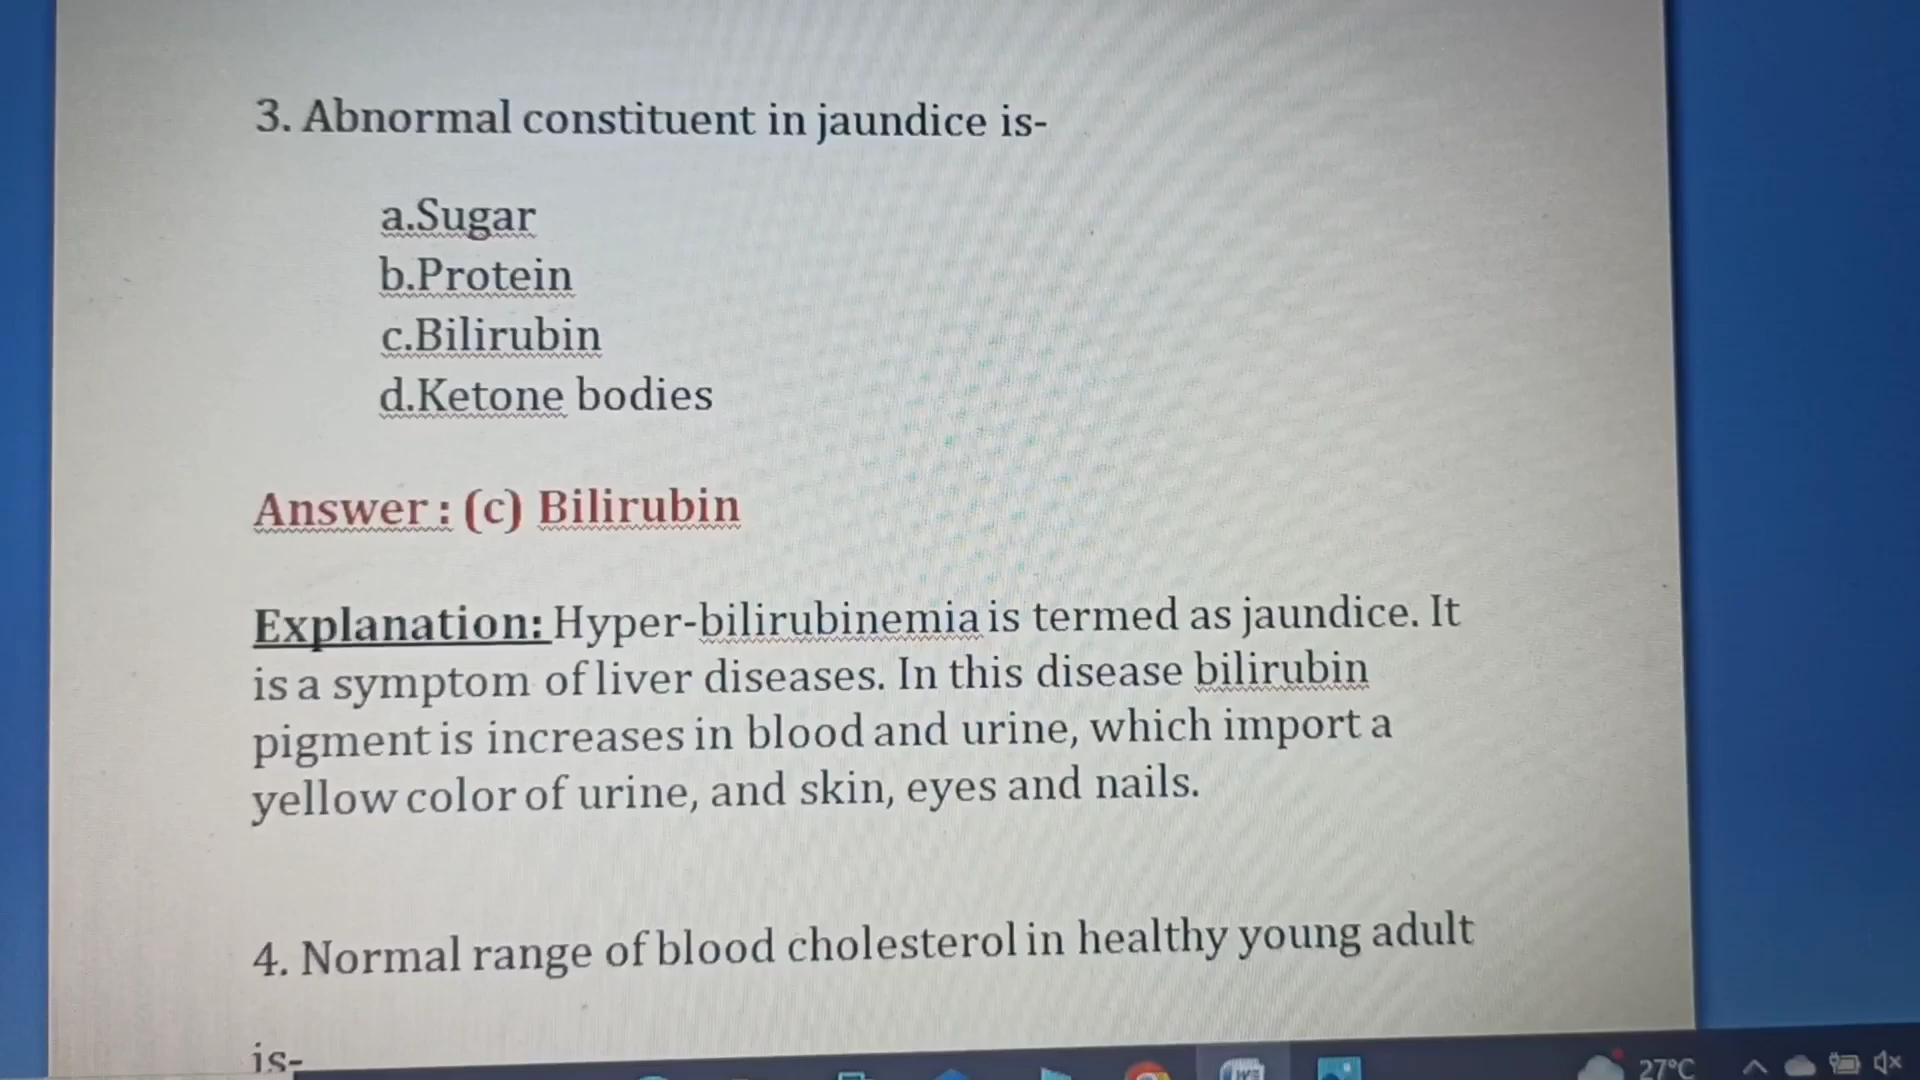 3. Abnormal constituent in jaundice is-
a.Sugar
b.Protein
c.Bilirubin
d.Ketone bodies
Answer : (c) Bilirubin
Explanation: Hyper-bilirubinemia is termed as jaundice. It
is a symptom of liver diseases. In this disease bilirubin
pigment is increases in blood and urine, which import a
yellow color of urine, and skin, eyes and nails.
4. Normal range of blood cholesterol in healthy young adult
is-
27°C